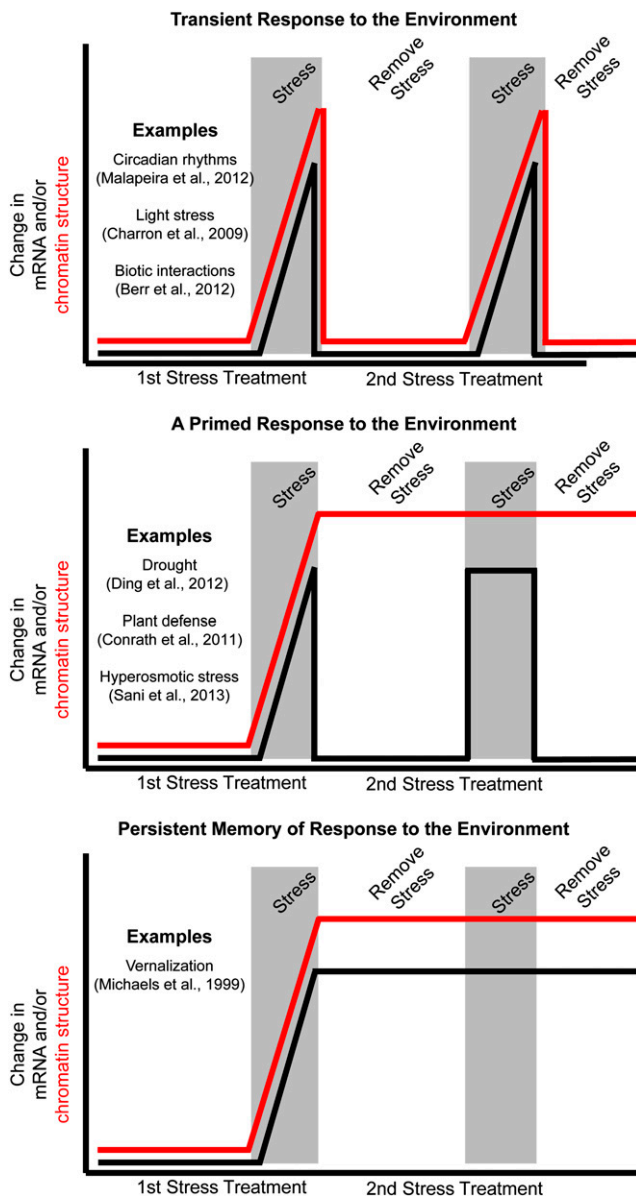 Transient Response to the Environment
Stress
Remove
Stress
Stress
Remove
Stress
Examples
Circadian rhythms
(Malapeira et al., 2012)
Light stress
(Charron et al., 2009)
Biotic interactions
(Berr et al., 2012)
Change in
mRNA and/or
chromatin structure
1st Stress Treatment
2nd Stress Treatment
A Primed Response to the Environment
Stress
Remove
Stress
Stress
Remove
Stress
Examples
Drought
(Ding et al., 2012)
Plant defense
(Conrath et al., 2011)
Hyperosmotic stress
(Sani et al., 2013)
Change in
mRNA and/or
chromatin structure
1st Stress Treatment
2nd Stress Treatment
Persistent Memory of Response to the Environment
Stress
Remove
Stress
Stress
Remove
Stress
Examples
Vernalization
(Michaels et al., 1999)
Change in
mRNA and/or
chromatin structure
1st Stress Treatment
2nd Stress Treatment